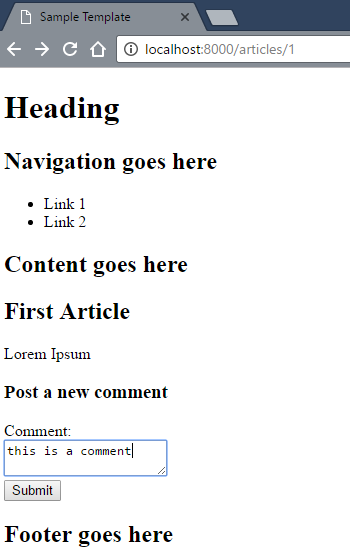 Sample Template
localhost:8000/articles/1
Heading
Navigation goes here
Link 1
Link 2
Content goes here
First Article
Lorem Ipsum
Post a new comment
Comment:
this is a comment
Submit
Footer goes here